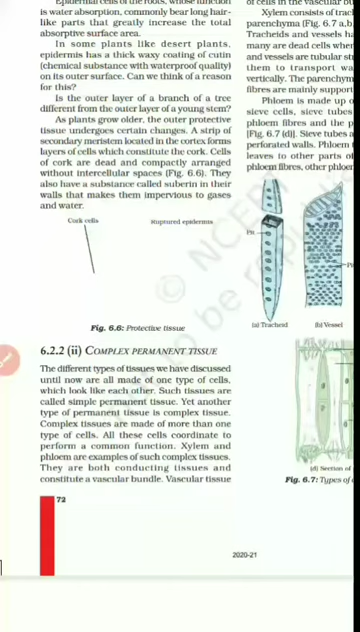 Epidermal cells of the roots, whose function
is water absorption, commonly bear long hair-
like parts that greatly increase the total
absorptive surface area.
In some plants like desert plants,
epidermis has a thick waxy coating of cutin
(chemical substance with waterproof quality)
on its outer surface. Can we think of a reason
for this?
Is the outer layer of a branch of a tree
different from the outer layer of a young stem?
As plants grow older, the outer protective
tissue undergoes certain changes. A strip of
secondary meristem located in the cortex forms
layers of cells which constitute the cork. Cells
of cork are dead and compactly arranged
without intercellular spaces (Fig. 6.6). They
also have a substance called suberin in their
walls that makes them impervious to gases
and water.
Cork cells
Ruptured epidermis
Fig. 6.6: Protective tissue
6.2.2 (ii) COMPLEX PERMANENT TISSUE
The different types of tissues we have discussed
until now are all made of one type of cells,
which look like each other. Such tissues are
called simple permanent tissue. Yet another
type of permanent tissue is complex tissue.
Complex tissues are made of more than one
type of cells. All these cells coordinate to
perform a common function. Xylem and
phloem are examples of such complex tissues.
They are both conducting tissues and
constitute a vascular bundle. Vascular tissue
72
of cells in the vascular bu
Xylem consists of trac
parenchyma (Fig. 6.7 a,b
Tracheids and vessels ha
many are dead cells when
and vessels are tubular str
them to transport wa
vertically. The parenchym
fibres are mainly support
Phloem is made up o
sieve cells, sieve tubes
phloem fibres and the p
[Fig. 6.7 (d)]. Sieve tubes a
perforated walls. Phloem
leaves to other parts of
phloem fibres, other phloer
Pit
(a) Tracheid
(b) Vessel
(d) Section of
Fig. 6.7: Types of
2020-21